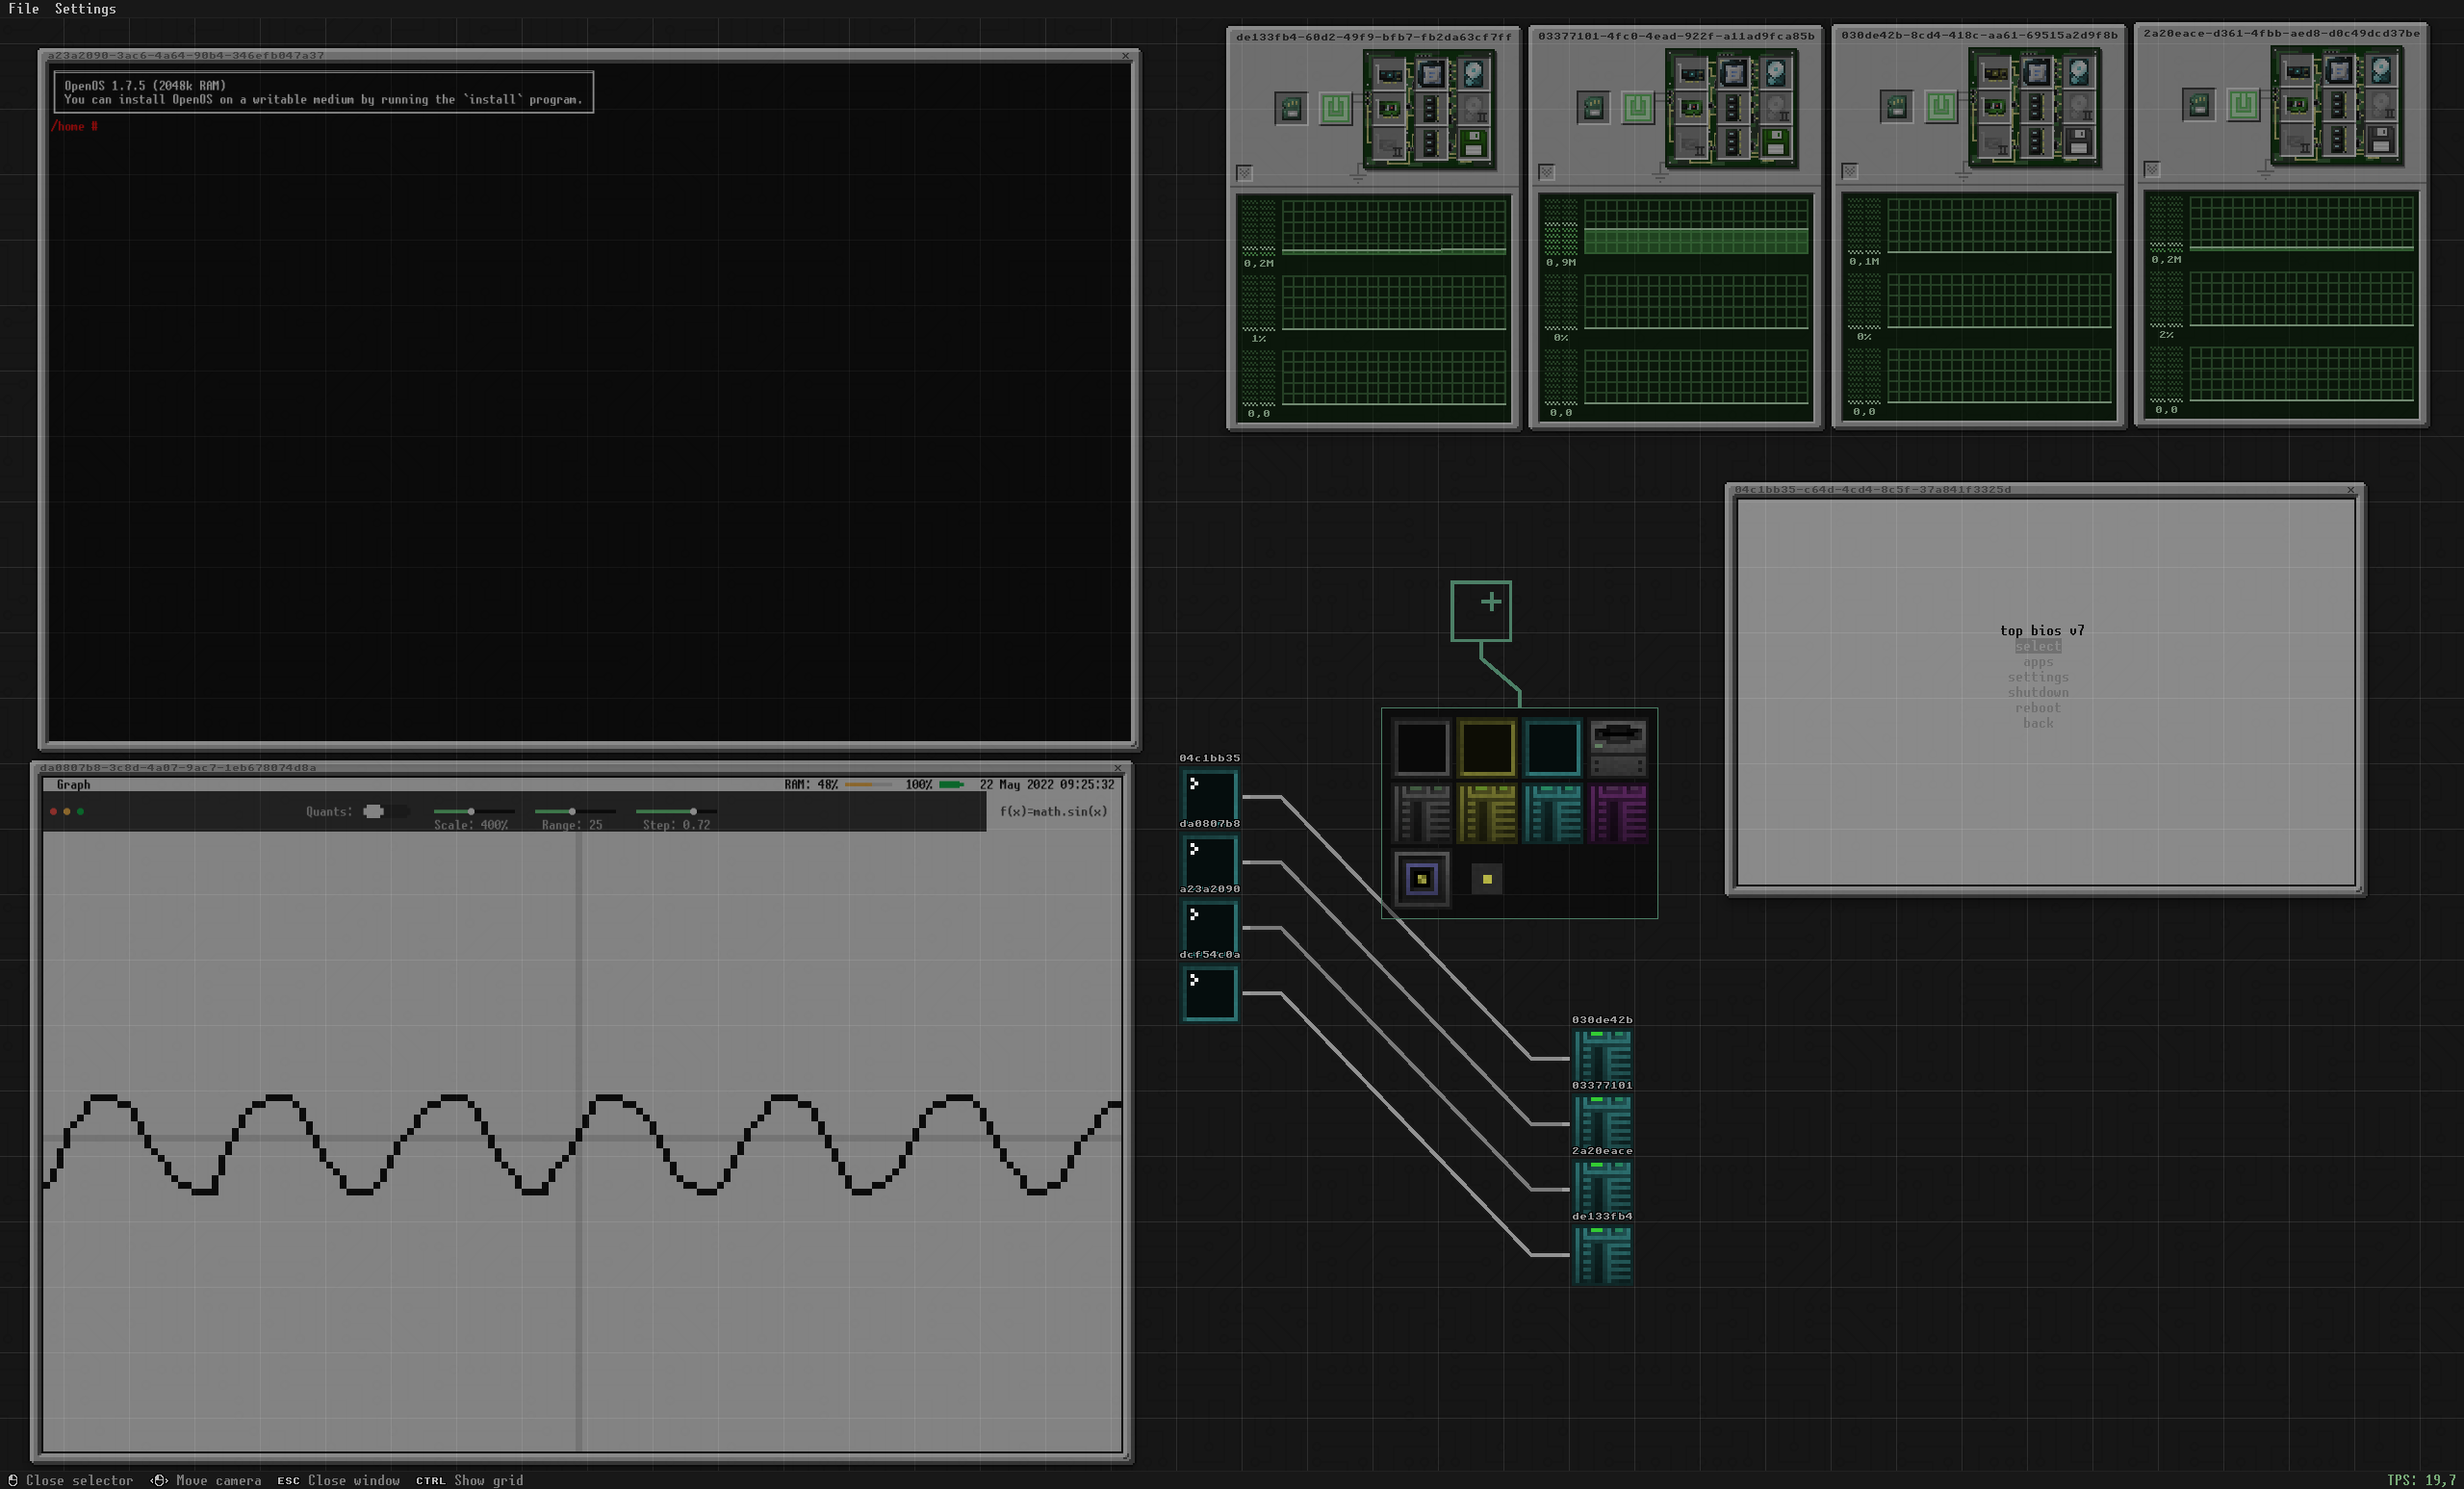 File Settings
a23a2090-3ac6-4a64-90b4-346efb047a37
OpenOS 1.7.5 (2048k RAM)
You can install OpenOS on a writable medium by running the `install` program.
/home #
de133fb4-60d2-49f9-bfb7-fb2da63cf7ff
0,2M
1%
0,0
03377101-4fc0-4ead-922f-a11ad9fca85b
0,9M
0%
0,0
030de42b-8cd4-418c-aa61-69515a2d9f8b
0,1M
0%
0,0
2a20eace-d361-4fbb-aed8-d0c49dcd37be
0,2M
2%
0,0
04c1bb35-c64d-4cd4-8c5f-37a841f3325d
top bios v7
select
apps
settings
shutdown
reboot
back
da0807b8-3c8d-4a07-9ac7-1eb678074d8a
Graph RAM: 48% 100% 22 May 2022 09:25:32
Quants: Scale: 400% Range: 25 Step: 0.72 f(x)=math.sin(x)
04c1bb35
da0807b8
a23a2090
dcf54c0a
030de42b
03377101
2a20eace
de133fb4
Close selector Move camera ESC Close window CTRL Show grid
TPS: 19,7